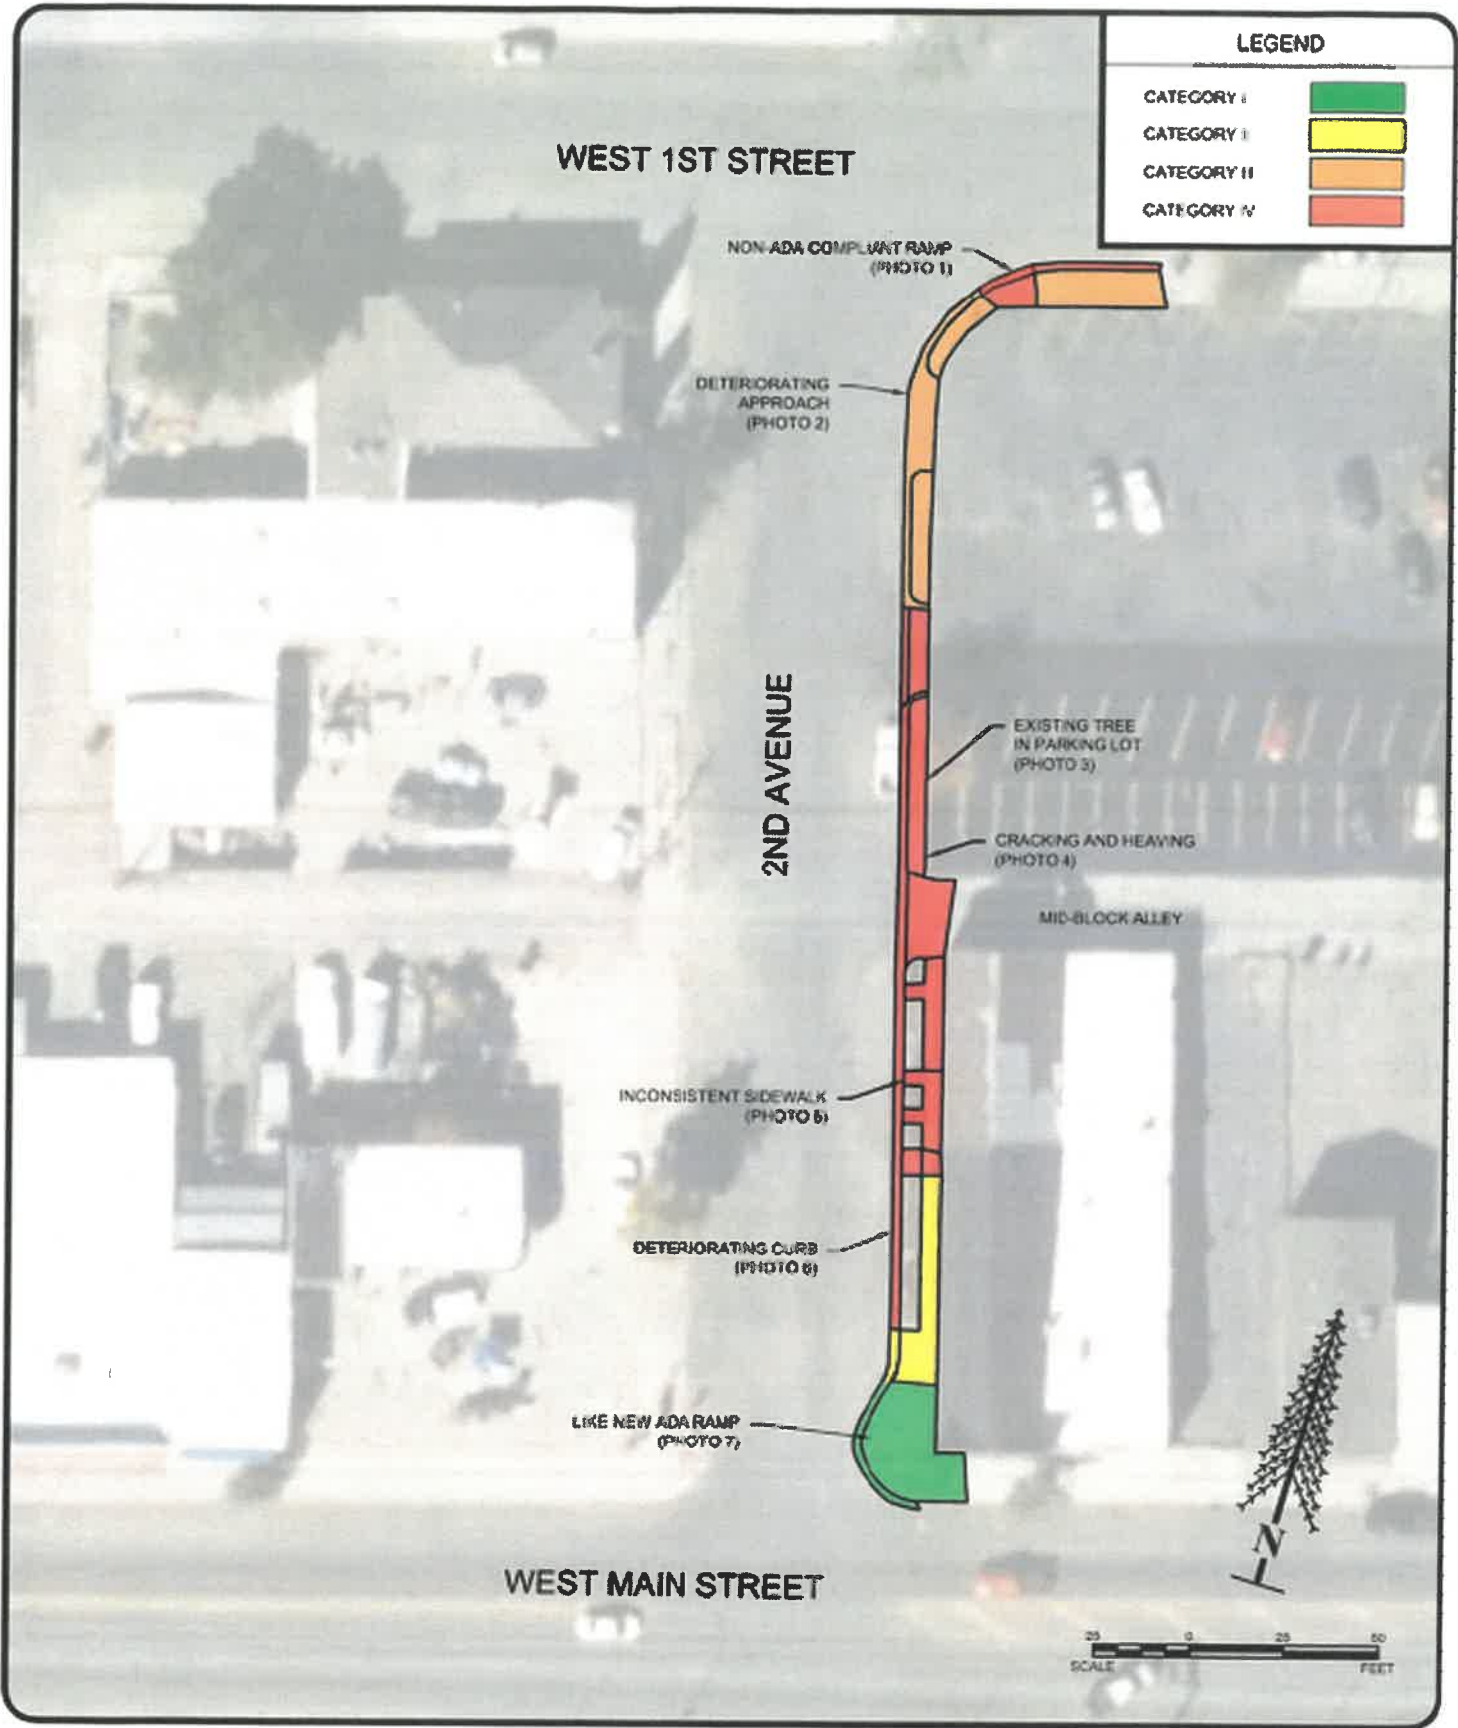 LEGEND
CATEGORY I
CATEGORY II
CATEGORY III
CATEGORY IV
WEST 1ST STREET
NON-ADA COMPLIANT RAMP
(PHOTO 1)
DETERIORATING
APPROACH
(PHOTO 2)
2ND AVENUE
EXISTING TREE
IN PARKING LOT
(PHOTO 3)
CRACKING AND HEAVING
(PHOTO 4)
MID-BLOCK ALLEY
INCONSISTENT SIDEWALK
(PHOTO 5)
DETERIORATING CURB
(PHOTO 6)
LIKE NEW ADA RAMP
(PHOTO 7)
N
WEST MAIN STREET
25 0 25 50
SCALE FEET